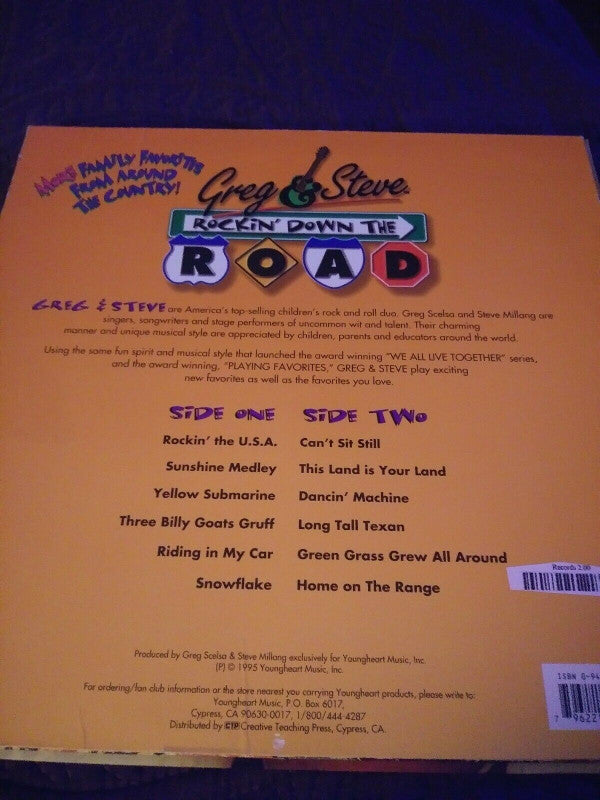 MORE FAMILY FAVORITES
FROM AROUND
THE COUNTRY!
Greg & Steve
ROCKIN' DOWN THE
ROAD
GREG & STEVE are America's top-selling children's rock and roll duo. Greg Scelsa and Steve Millang are
singers, songwriters and stage performers of uncommon wit and talent. Their charming
manner and unique musical style are appreciated by children, parents and educators around the world.
Using the same fun spirit and musical style that launched the award winning "WE ALL LIVE TOGETHER" series,
and the award winning, "PLAYING FAVORITES," GREG & STEVE play exciting
new favorites as well as the favorites you love.
SIDE ONE
Rockin' the U.S.A.
Sunshine Medley
Yellow Submarine
Three Billy Goats Gruff
Riding in My Car
Snowflake
SIDE TWO
Can't Sit Still
This Land is Your Land
Dancin' Machine
Long Tall Texan
Green Grass Grew All Around
Home on The Range
Records 2.00
Produced by Greg Scelsa & Steve Millang exclusively for Youngheart Music, Inc.
(P) © 1995 Youngheart Music, Inc.
For ordering/fan club information or the store nearest you carrying Youngheart products, please write to:
Youngheart Music, P.O. Box 6017,
Cypress, CA 90630-0017, 1/800/444-4287
Distributed by CTP Creative Teaching Press, Cypress, CA.
ISBN 0-94
7 9622